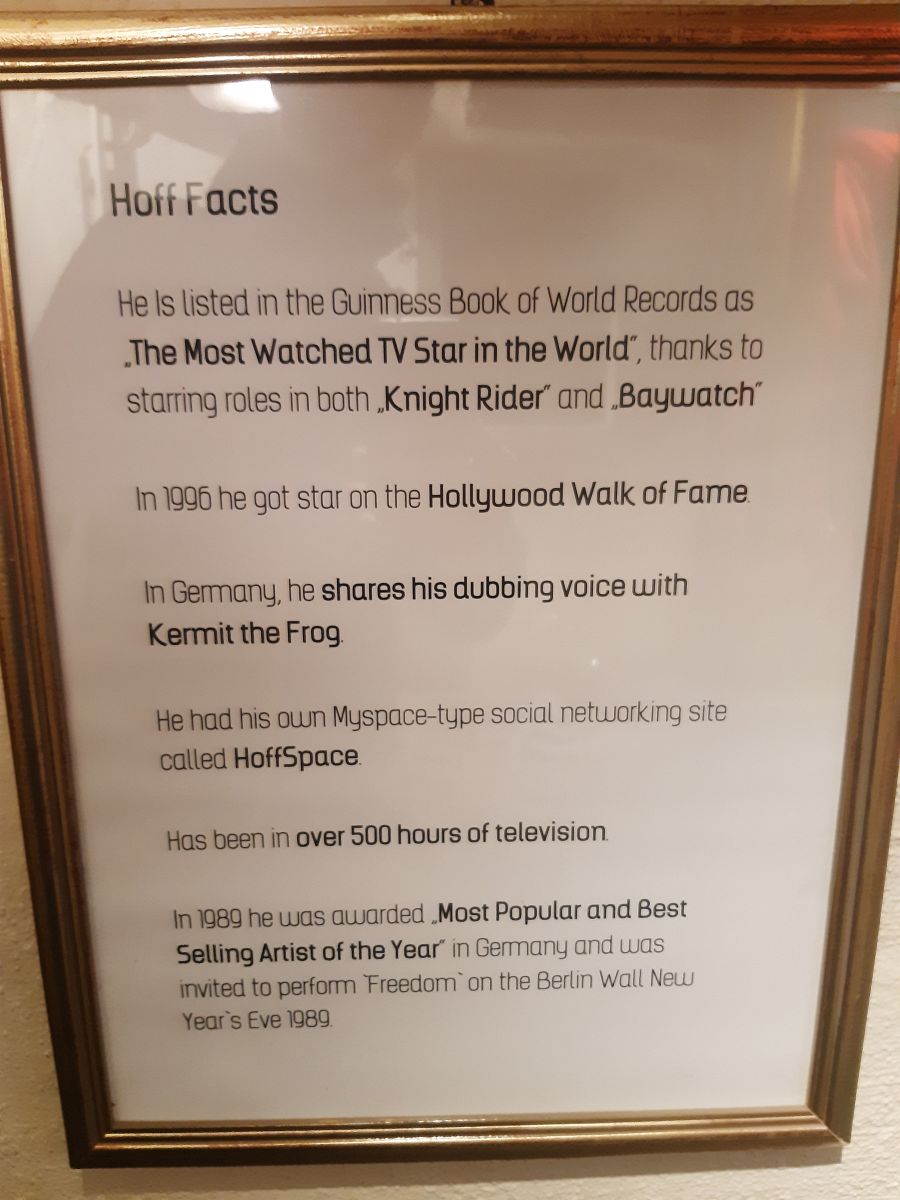 Hoff Facts
He Is listed in the Guinness Book of World Records as
„The Most Watched TV Star in the World”, thanks to
starring roles in both „Knight Rider” and „Baywatch”
In 1996 he got star on the Hollywood Walk of Fame.
In Germany, he shares his dubbing voice with
Kermit the Frog.
He had his own Myspace-type social networking site
called HoffSpace.
Has been in over 500 hours of television.
In 1989 he was awarded „Most Popular and Best
Selling Artist of the Year” in Germany and was
invited to perform `Freedom` on the Berlin Wall New
Year`s Eve 1989.